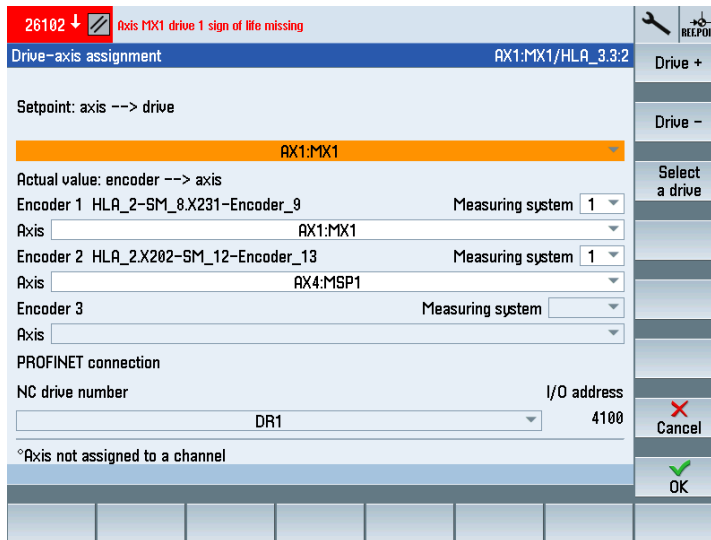 26102 Axis MX1 drive 1 sign of life missing
REF.POI
Drive-axis assignment AX1:MX1/HLA_3.3:2
Drive +
Setpoint: axis --> drive
Drive -
AX1:MX1
Select
a drive
Actual value: encoder --> axis
Encoder 1 HLA_2-SM_8.X231-Encoder_9 Measuring system 1
Axis AX1:MX1
Encoder 2 HLA_2.X202-SM_12-Encoder_13 Measuring system 1
Axis AX4:MSP1
Encoder 3 Measuring system
Axis
PROFINET connection
NC drive number I/O address
DR1 4100
Cancel
°Axis not assigned to a channel
OK